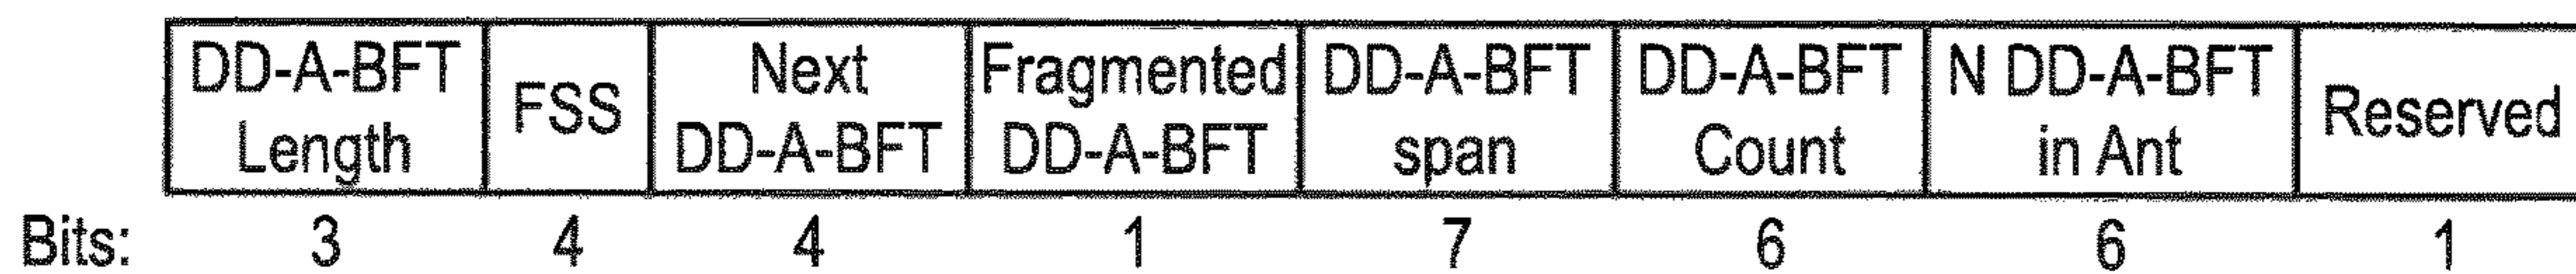 DD-A-BFT Length
FSS
Next DD-A-BFT
Fragmented DD-A-BFT
DD-A-BFT span
DD-A-BFT Count
N DD-A-BFT in Ant
Reserved
Bits: 3 4 4 1 7 6 6 1